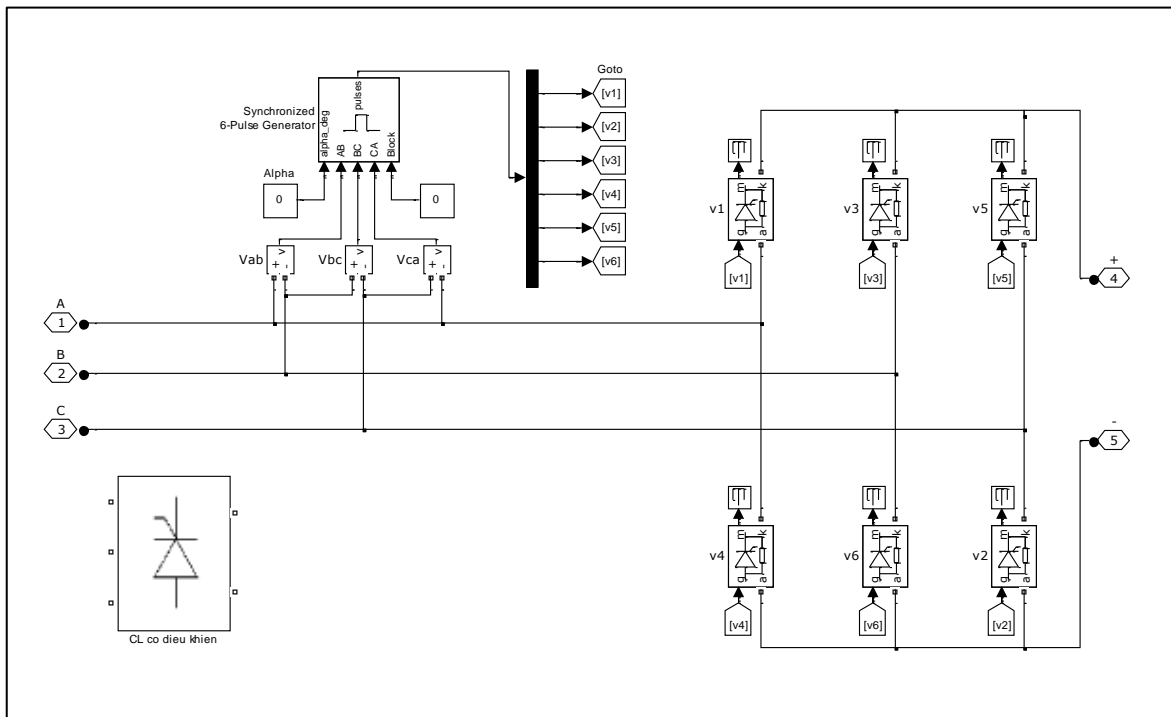 Goto
Synchronized
6-Pulse Generator
alpha_deg
AB
BC
CA
Block
pulses
[v1]
[v2]
[v3]
[v4]
[v5]
[v6]
Alpha
0
0
Vab
+ - v
Vbc
+ - v
Vca
+ - v
A
1
B
2
C
3
v1
g m a k
[v1]
v3
g m a k
[v3]
v5
g m a k
[v5]
+
4
-
5
v4
g m a k
[v4]
v6
g m a k
[v6]
v2
g m a k
[v2]
CL co dieu khien